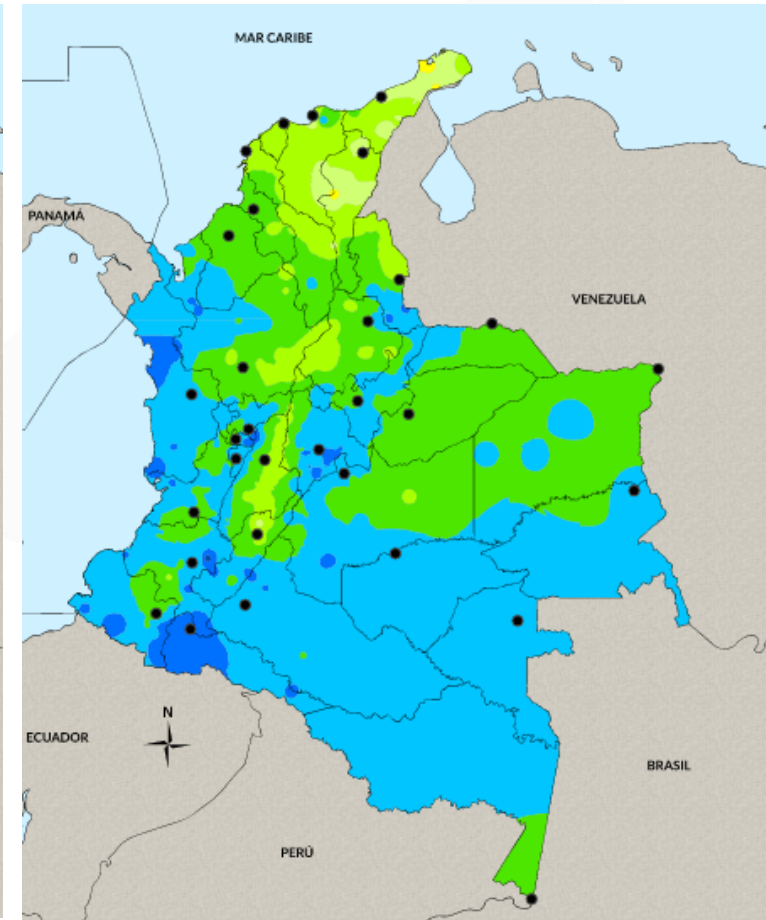 MAR CARIBE
PANAMÁ
VENEZUELA
N
ECUADOR
BRASIL
PERÚ